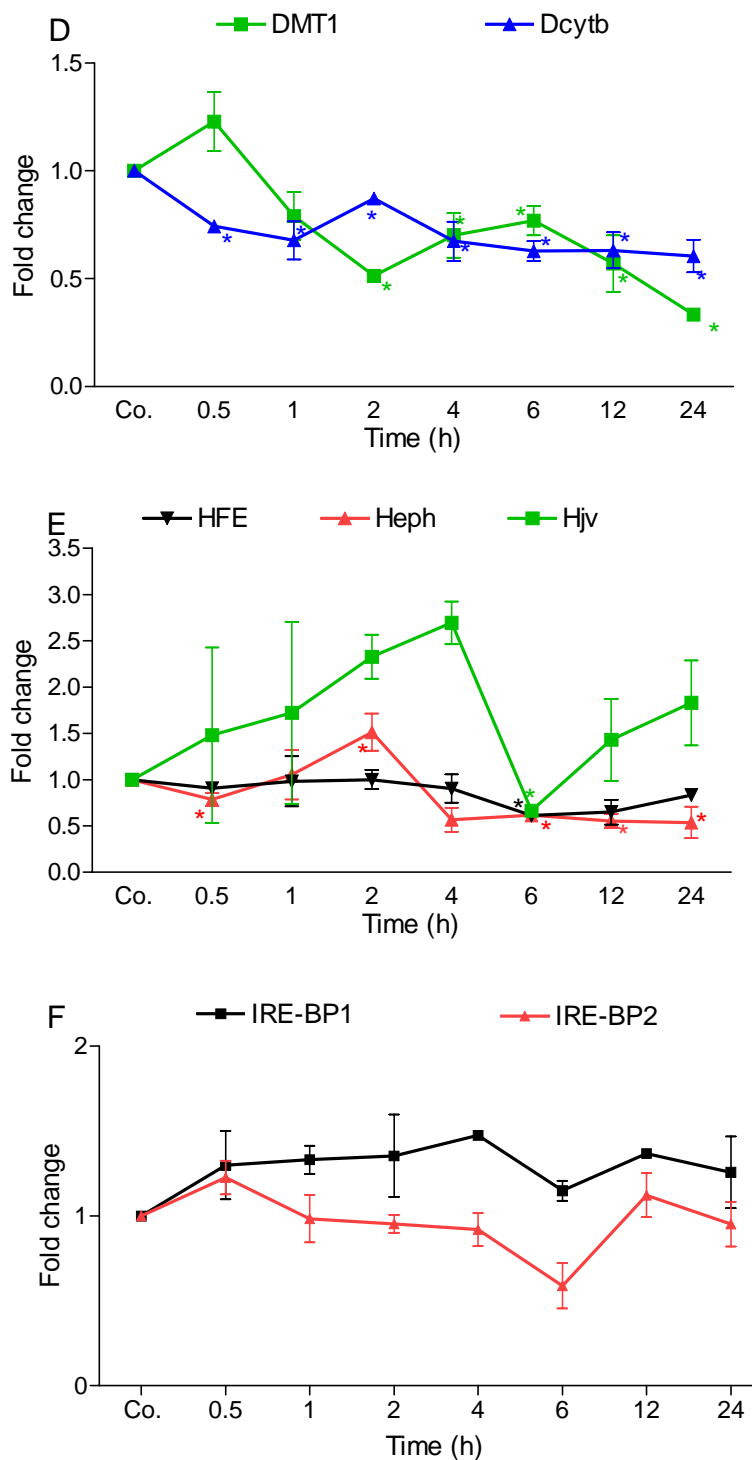 D
DMT1 Dcytb
1.5
1.0
0.5
0.0
Fold change
Co. 0.5 1 2 4 6 12 24
Time (h)
* * * * * * * * * * * *
E
HFE Heph Hjv
3.5
3.0
2.5
2.0
1.5
1.0
0.5
0.0
Fold change
* * * * * * *
Co. 0.5 1 2 4 6 12 24
Time (h)
F
IRE-BP1 IRE-BP2
2
1
0
Fold change
Co. 0.5 1 2 4 6 12 24
Time (h)